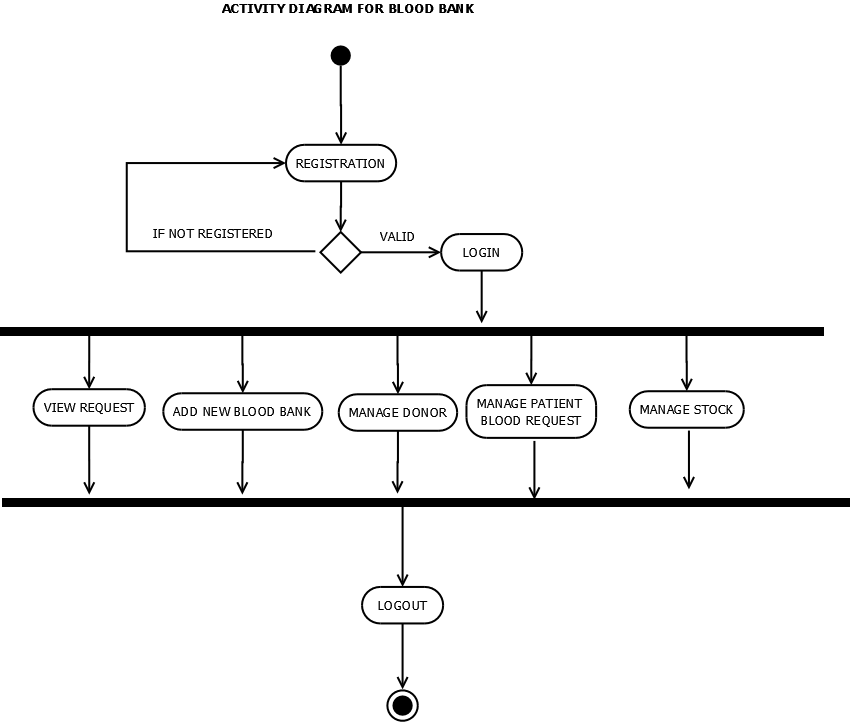 ACTIVITY DIAGRAM FOR BLOOD BANK
REGISTRATION
IF NOT REGISTERED
VALID
LOGIN
VIEW REQUEST
ADD NEW BLOOD BANK
MANAGE DONOR
MANAGE PATIENT
BLOOD REQUEST
MANAGE STOCK
LOGOUT